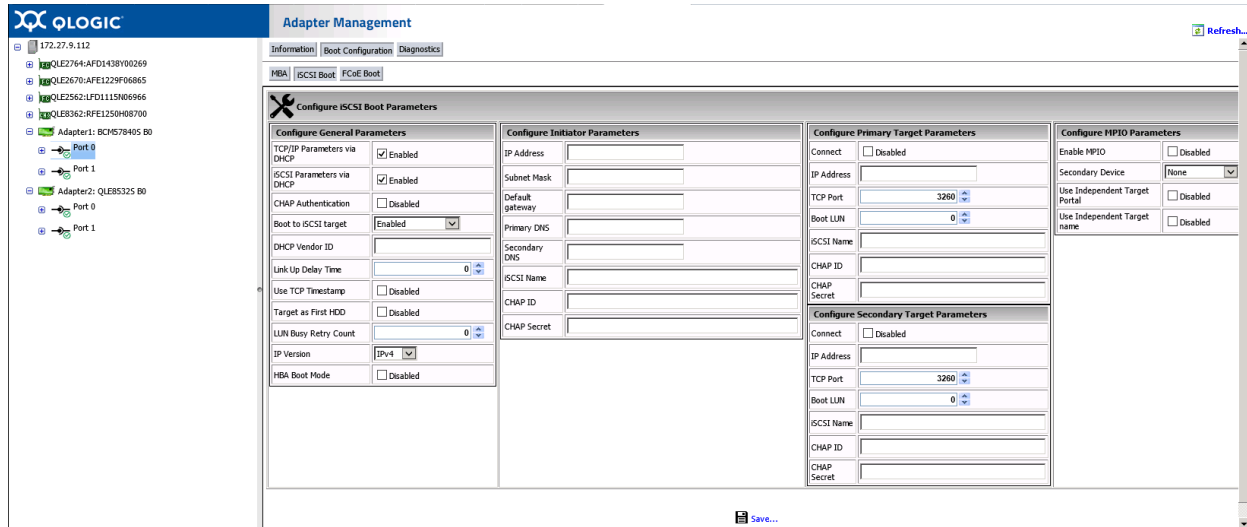 QLOGIC
Adapter Management
Refresh...
172.27.9.112
QLE2764:AFD1438Y00269
QLE2670:AFE1229F06865
QLE2562:LFD1115N06966
QLE8362:RFE1250H08700
Adapter1: BCM57840S B0
Port 0
Port 1
Adapter2: QLE8532S B0
Port 0
Port 1
Information Boot Configuration Diagnostics
MBA iSCSI Boot FCoE Boot
Configure iSCSI Boot Parameters
Configure General Parameters
TCP/IP Parameters via DHCP Enabled
iSCSI Parameters via DHCP Enabled
CHAP Authentication Disabled
Boot to iSCSI target Enabled
DHCP Vendor ID
Link Up Delay Time 0
Use TCP Timestamp Disabled
Target as First HDD Disabled
LUN Busy Retry Count 0
IP Version IPv4
HBA Boot Mode Disabled
Configure Initiator Parameters
IP Address
Subnet Mask
Default gateway
Primary DNS
Secondary DNS
iSCSI Name
CHAP ID
CHAP Secret
Configure Primary Target Parameters
Connect Disabled
IP Address
TCP Port 3260
Boot LUN 0
iSCSI Name
CHAP ID
CHAP Secret
Configure Secondary Target Parameters
Connect Disabled
IP Address
TCP Port 3260
Boot LUN 0
iSCSI Name
CHAP ID
CHAP Secret
Configure MPIO Parameters
Enable MPIO Disabled
Secondary Device None
Use Independent Target Portal Disabled
Use Independent Target name Disabled
Save...